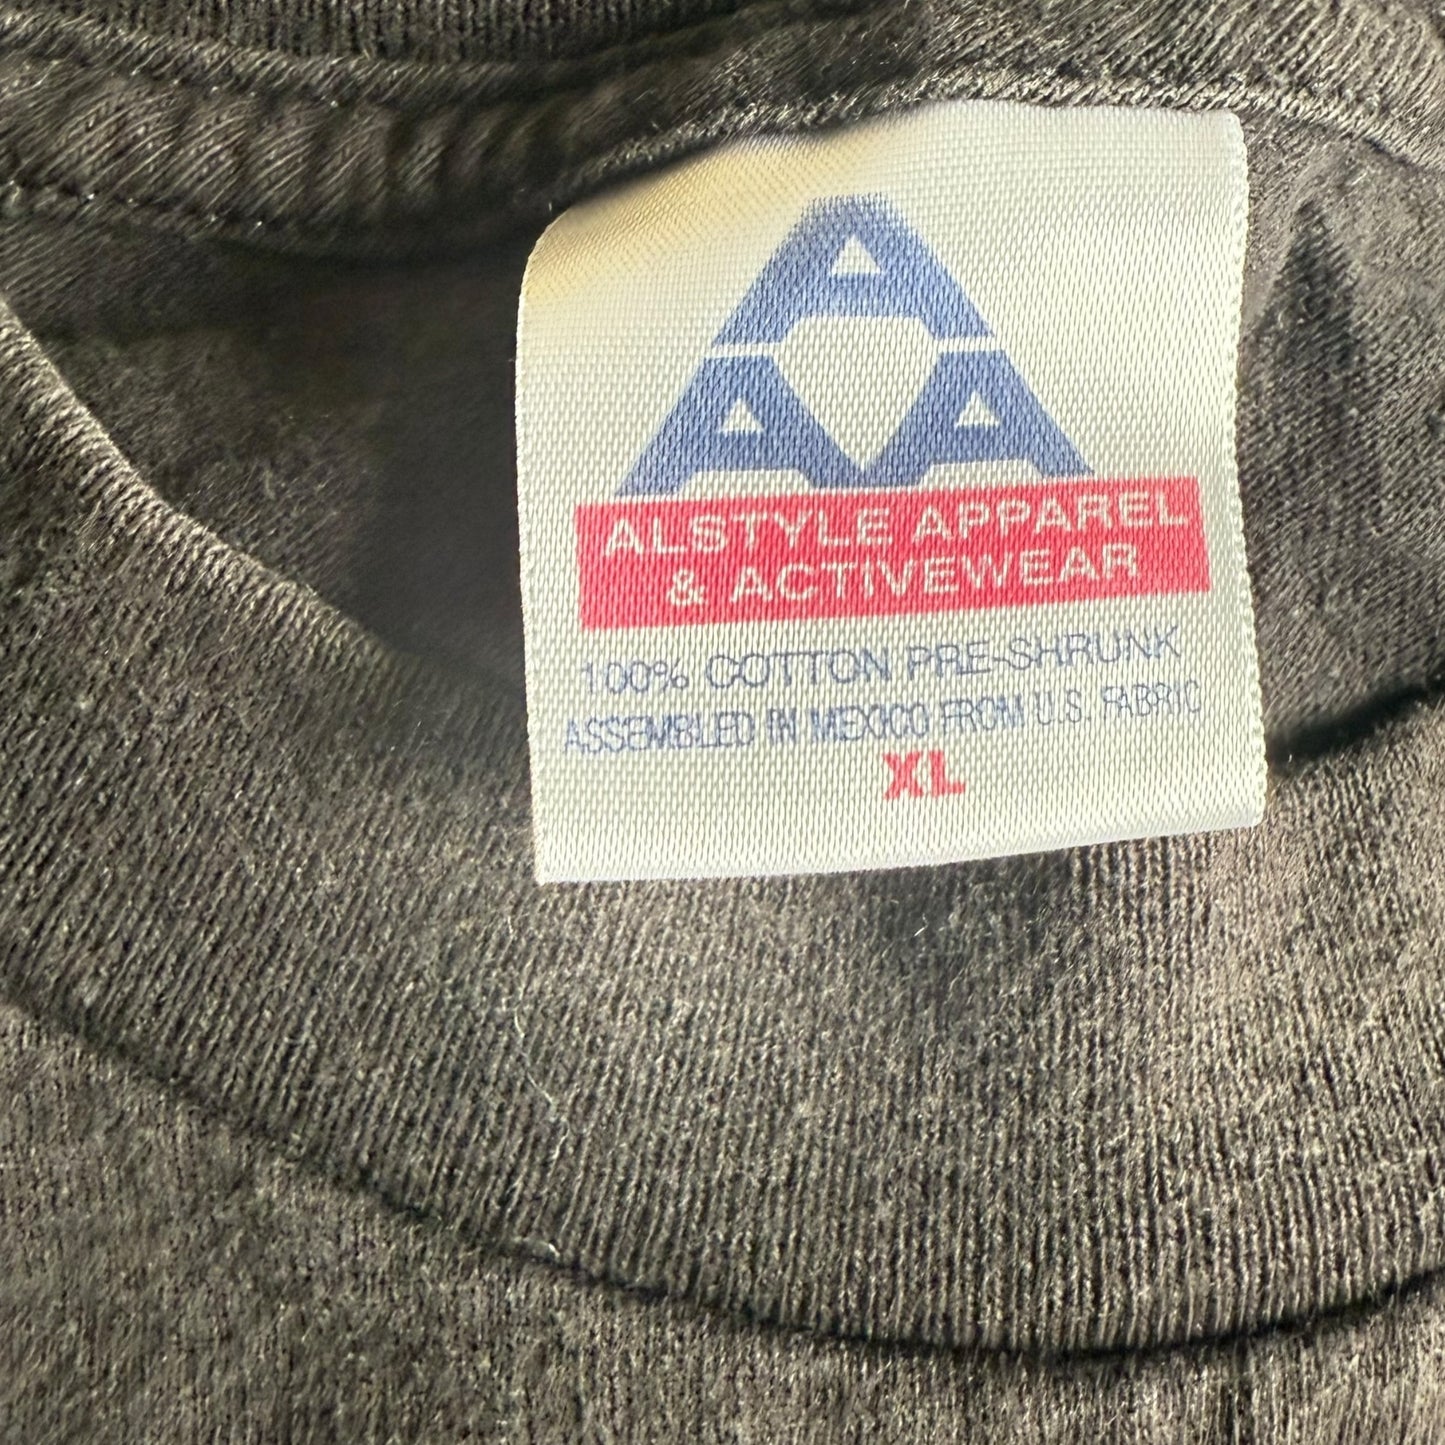 A
A A
ALSTYLE APPAREL
& ACTIVEWEAR
100% COTTON PRE-SHRUNK
ASSEMBLED IN MEXICO FROM U.S. FABRIC
XL